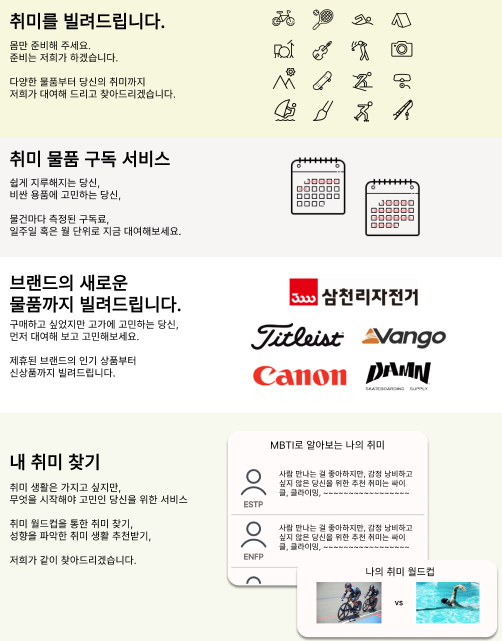 취미를 빌려드립니다.
몸만 준비해 주세요.
준비는 저희가 하겠습니다.
다양한 물품부터 당신의 취미까지
저희가 대여해 드리고 찾아드리겠습니다.
취미 물품 구독 서비스
쉽게 지루해지는 당신,
비싼 용품에 고민하는 당신,
물건마다 측정된 구독료,
일주일 혹은 월 단위로 지금 대여해보세요.
브랜드의 새로운
물품까지 빌려드립니다.
구매하고 싶었지만 고가에 고민하는 당신,
먼저 대여해 보고 고민해보세요.
제휴된 브랜드의 인기 상품부터
신상품까지 빌려드립니다.
삼천리자전거
Titleist
Vango
Canon
DAMN
SKATEBOARDING SUPPLY
내 취미 찾기
취미 생활은 가지고 싶지만,
무엇을 시작해야 고민인 당신을 위한 서비스
취미 월드컵을 통한 취미 찾기,
성향을 파악한 취미 생활 추천받기,
저희가 같이 찾아드리겠습니다.
MBTI로 알아보는 나의 취미
사람 만나는 걸 좋아하지만, 감정 낭비하고
싶지 않은 당신을 위한 추천 취미는 싸이
클, 클라이밍, ~~~~~~~~~~~~~~~~~
ESTP
사람 만나는 걸 좋아하지만, 감정 낭비하고
싶지 않은 당신을 위한 추천 취미는 싸이
클, 클라이밍, ~~~~~~~~~~~~~~~~~
ENFP
나의 취미 월드컵
vs